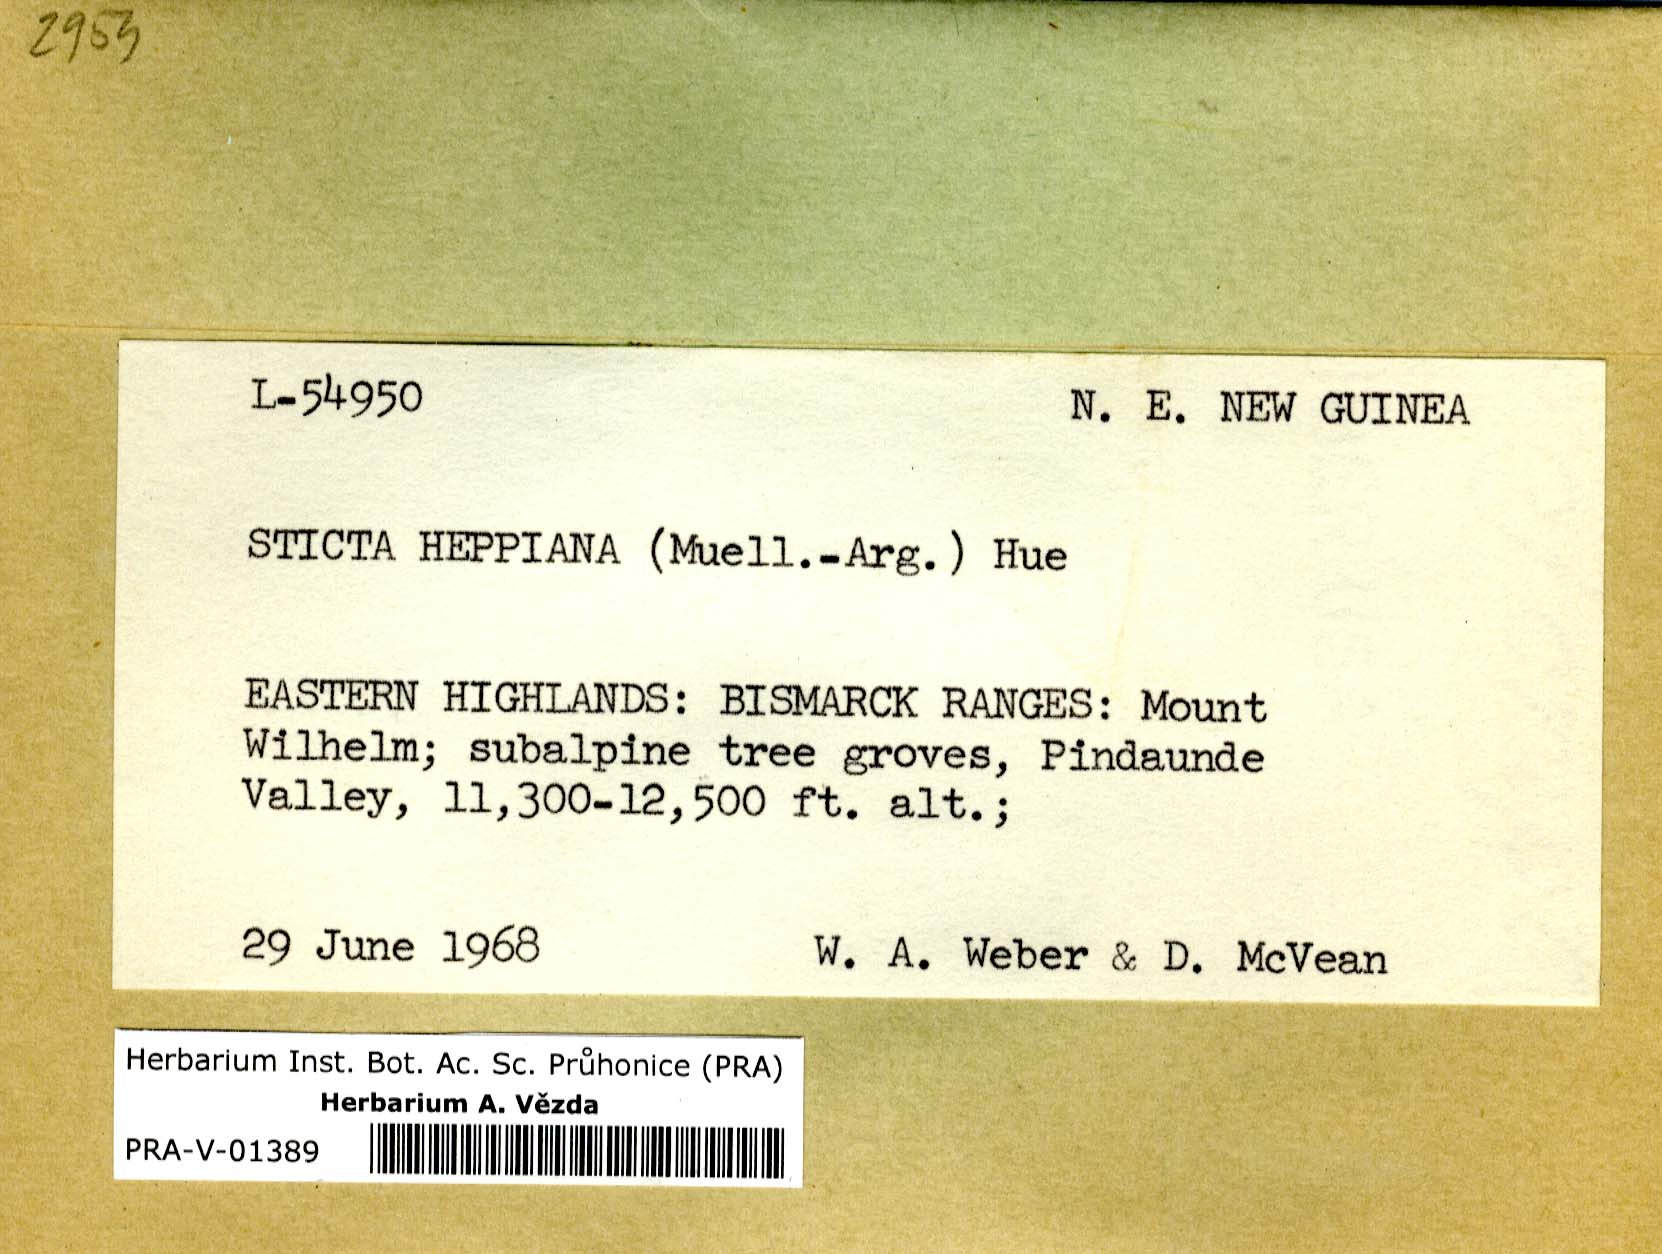 2953
L-54950 N. E. NEW GUINEA
STICTA HEPPIANA (Muell.-Arg.) Hue
EASTERN HIGHLANDS: BISMARCK RANGES: Mount
Wilhelm; subalpine tree groves, Pindaunde
Valley, 11,300-12,500 ft. alt.;
29 June 1968 W. A. Weber & D. McVean
Herbarium Inst. Bot. Ac. Sc. Průhonice (PRA)
Herbarium A. Vězda
PRA-V-01389